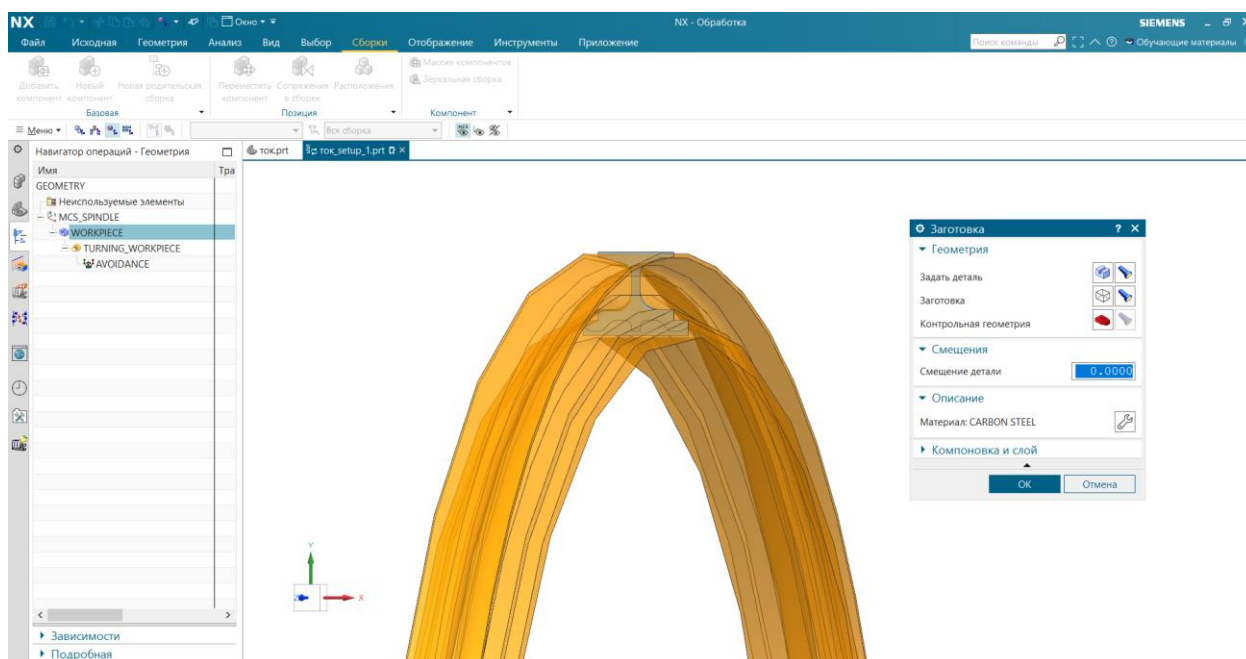 NX Окно NX - Обработка SIEMENS
Файл Исходная Геометрия Анализ Вид Выбор Сборки Отображение Инструменты Приложение Поиск команды Обучающие материалы
Добавить компонент
Новый компонент
Новая родительская сборка
Переместить компонент
Сопряжения в сборке
Расположения
Массив компонентов
Зеркальная сборка
Базовая Позиция Компонент
Меню Вся сборка
Навигатор операций - Геометрия ток.prt ток_setup_1.prt
Имя Тра
GEOMETRY
Неиспользуемые элементы
MCS_SPINDLE
WORKPIECE
TURNING_WORKPIECE
AVOIDANCE
Зависимости
Подробная
Y
X
Z
Заготовка ? X
Геометрия
Задать деталь
Заготовка
Контрольная геометрия
Смещения
Смещение детали 0.0000
Описание
Материал: CARBON STEEL
Компоновка и слой
ОК Отмена